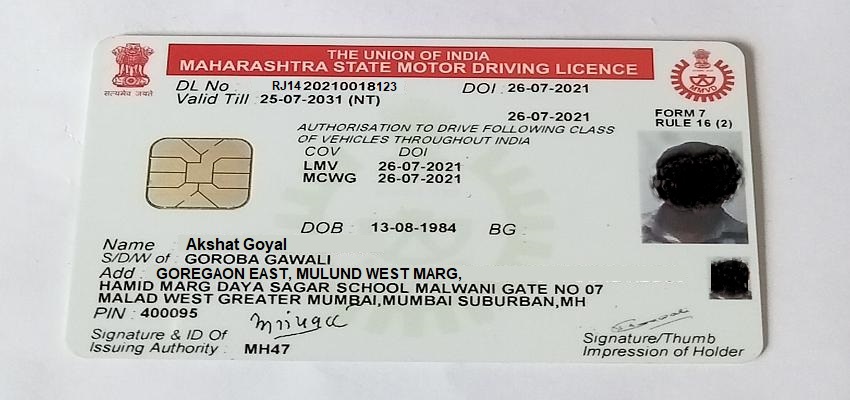 THE UNION OF INDIA
MAHARASHTRA STATE MOTOR DRIVING LICENCE
सत्यमेव जयते
MMVD
DL No : RJ1420210018123 DOI : 26-07-2021
Valid Till : 25-07-2031 (NT)
26-07-2021
FORM 7
RULE 16 (2)
AUTHORISATION TO DRIVE FOLLOWING CLASS
OF VEHICLES THROUGHOUT INDIA
COV DOI
LMV 26-07-2021
MCWG 26-07-2021
DOB : 13-08-1984 BG :
Name : Akshat Goyal
S/D/W of : GOROBA GAWALI
Add : GOREGAON EAST, MULUND WEST MARG,
HAMID MARG DAYA SAGAR SCHOOL MALWANI GATE NO 07
MALAD WEST GREATER MUMBAI,MUMBAI SUBURBAN,MH
PIN : 400095
Signature & ID Of
Issuing Authority : MH47
Signature/Thumb
Impression of Holder